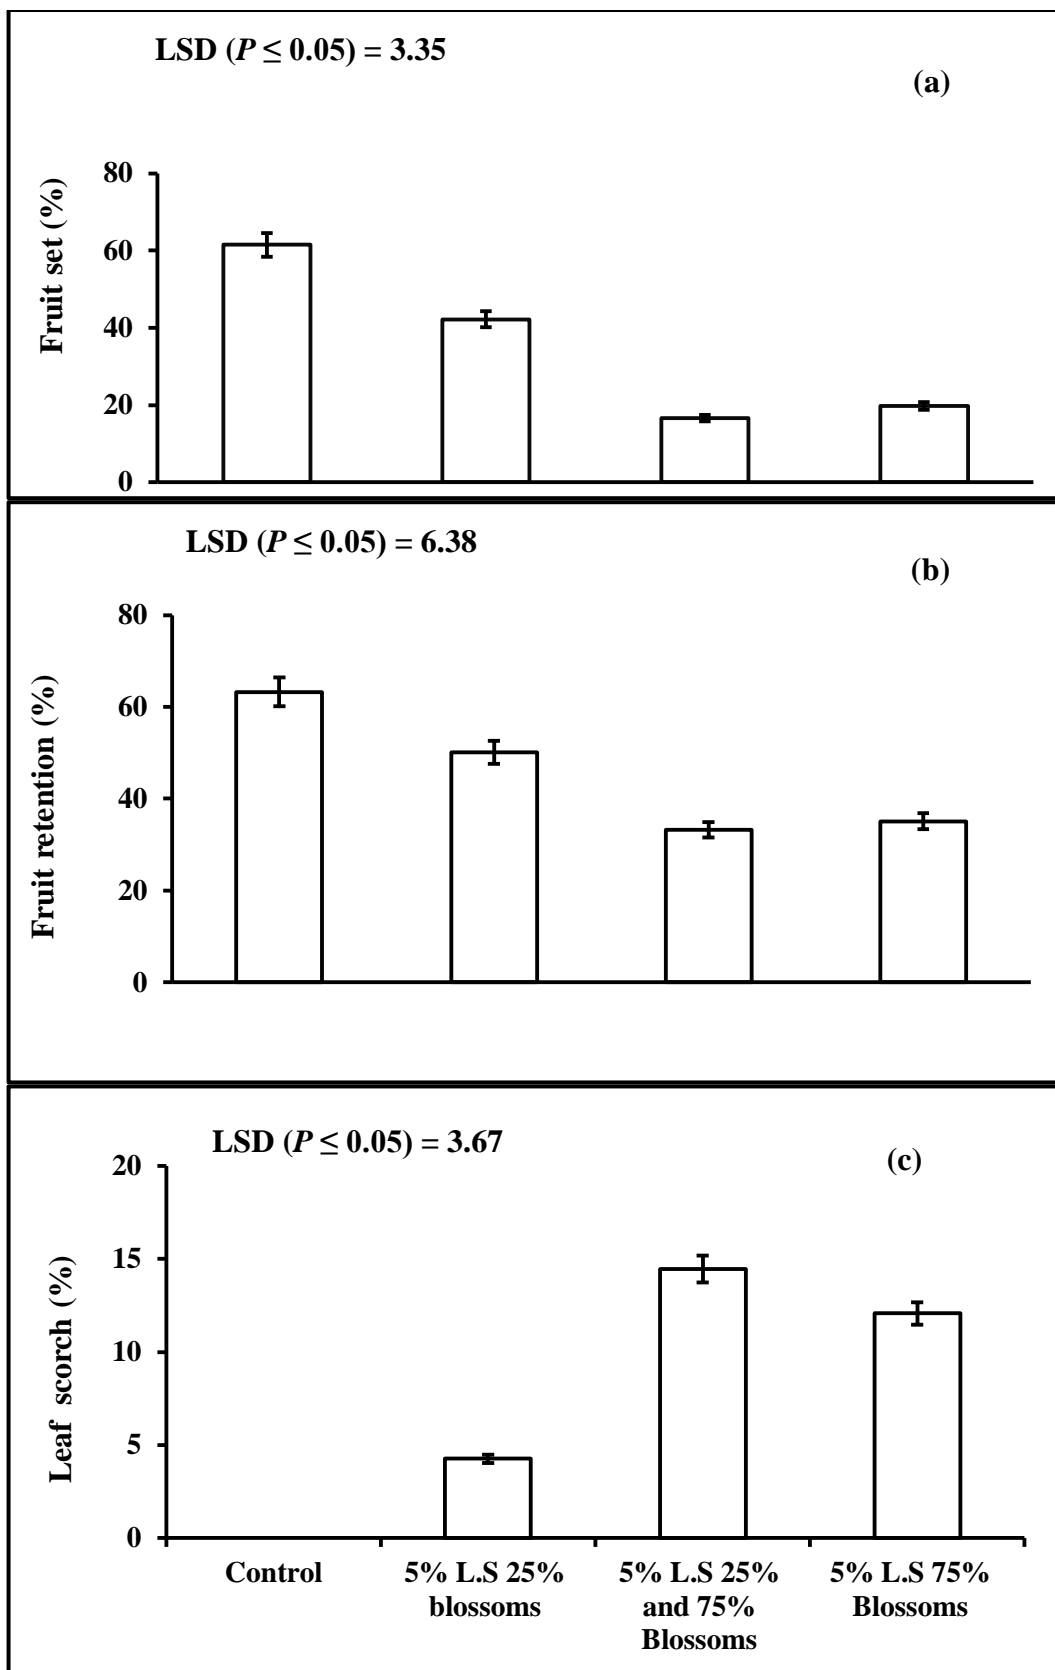 LSD (P ≤ 0.05) = 3.35
(a)
Fruit set (%)
80
60
40
20
0
LSD (P ≤ 0.05) = 6.38
(b)
Fruit retention (%)
80
60
40
20
0
LSD (P ≤ 0.05) = 3.67
(c)
Leaf scorch (%)
20
15
10
5
0
Control
5% L.S 25%
blossoms
5% L.S 25%
and 75%
Blossoms
5% L.S 75%
Blossoms